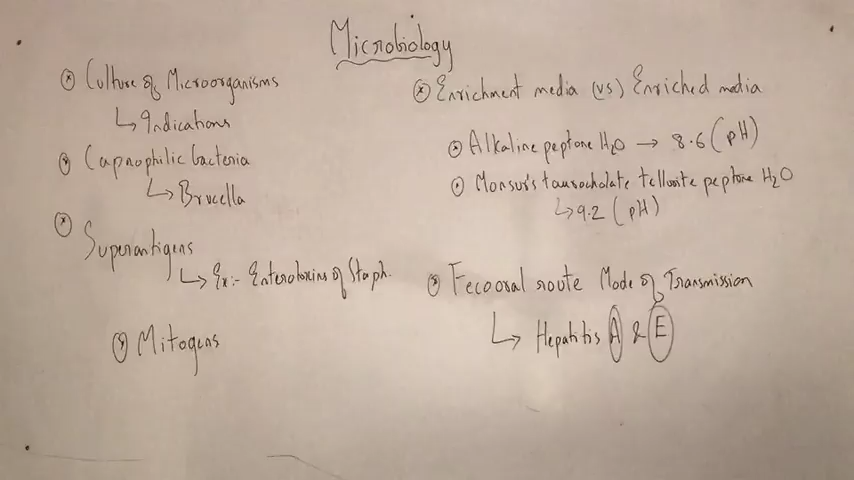 Microbiology
Culture of Microorganisms
↳ Indications
Capnophilic bacteria
↳ Brucella
Superantigens
↳ Ex:- Enterotoxins of Staph.
Mitogens
Enrichment media (vs) Enriched media
Alkaline peptone H2O → 8.6 (pH)
Monsur's taurocholate tellurite peptone H2O
↳ 9.2 (pH)
Fecooral route Mode of Transmission
↳ Hepatitis A & E